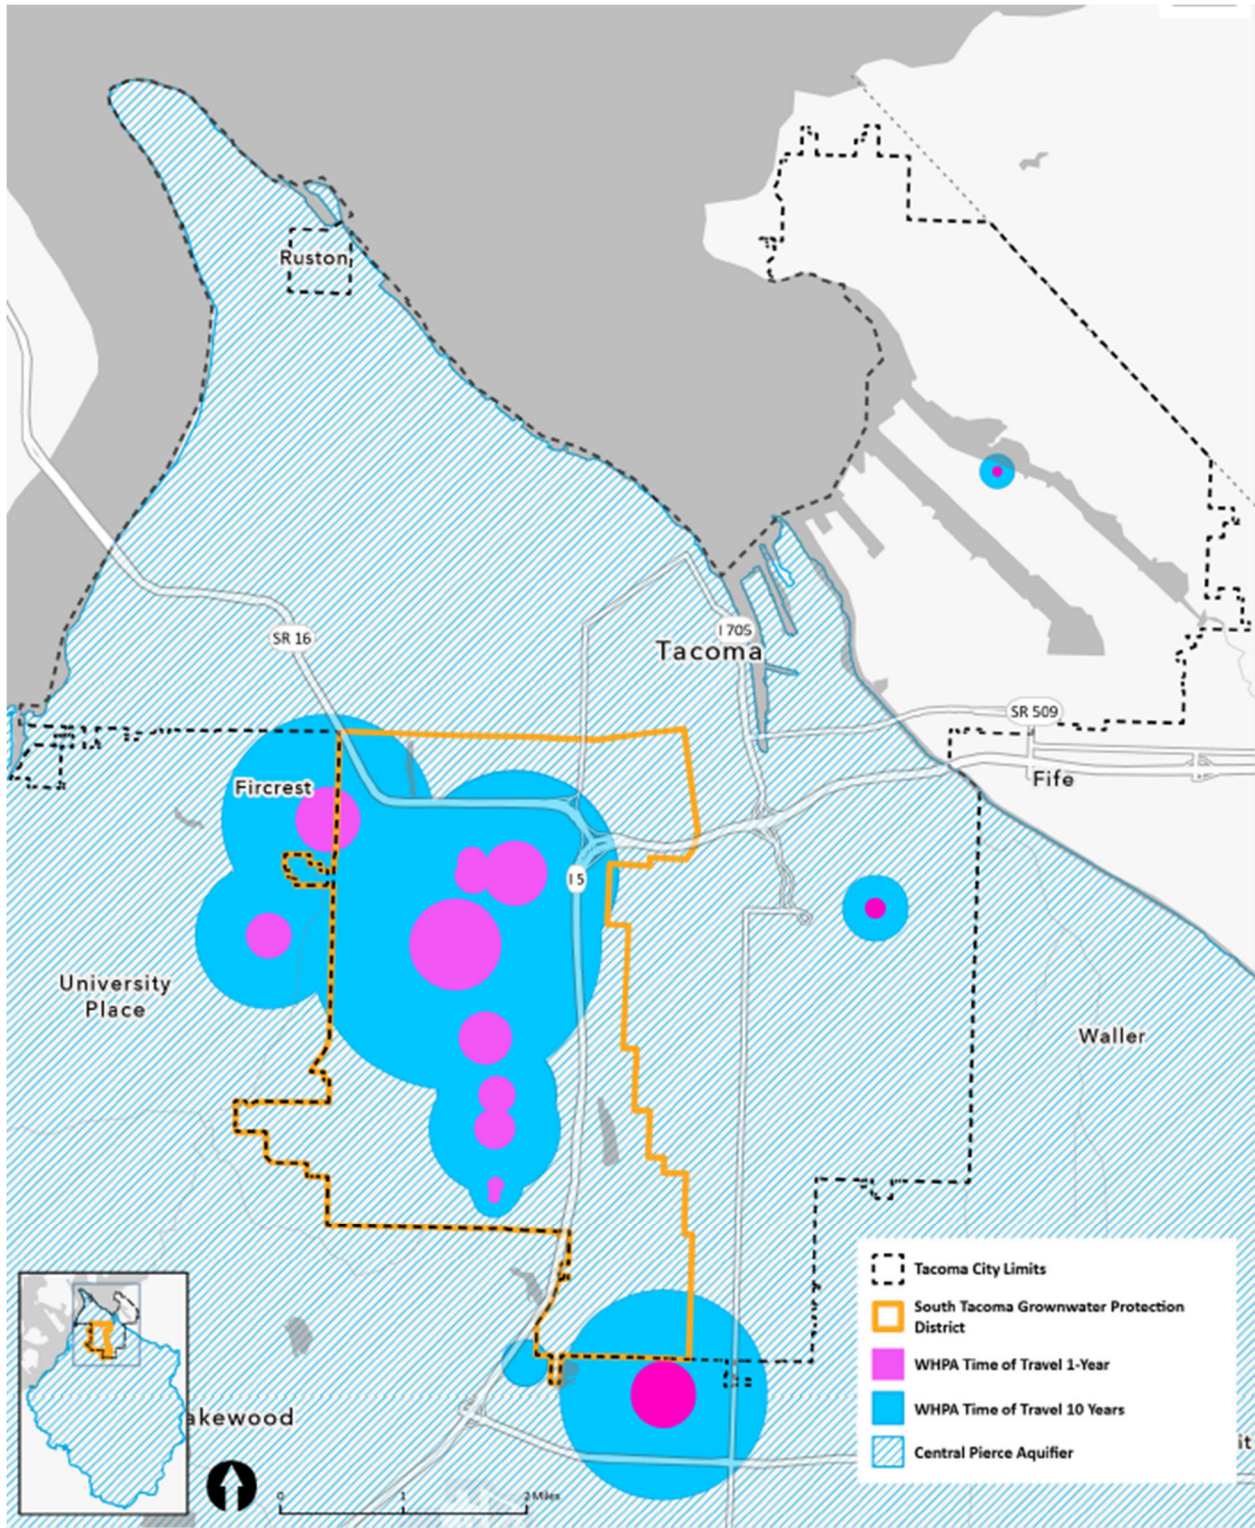 Ruston
SR 16
I 705
Tacoma
SR 509
Fife
Fircrest
I 5
University
Place
Waller
Tacoma City Limits
South Tacoma Grownwater Protection
District
WHPA Time of Travel 1-Year
WHPA Time of Travel 10 Years
Central Pierce Aquifier
akewood
it
0 1 2 Miles